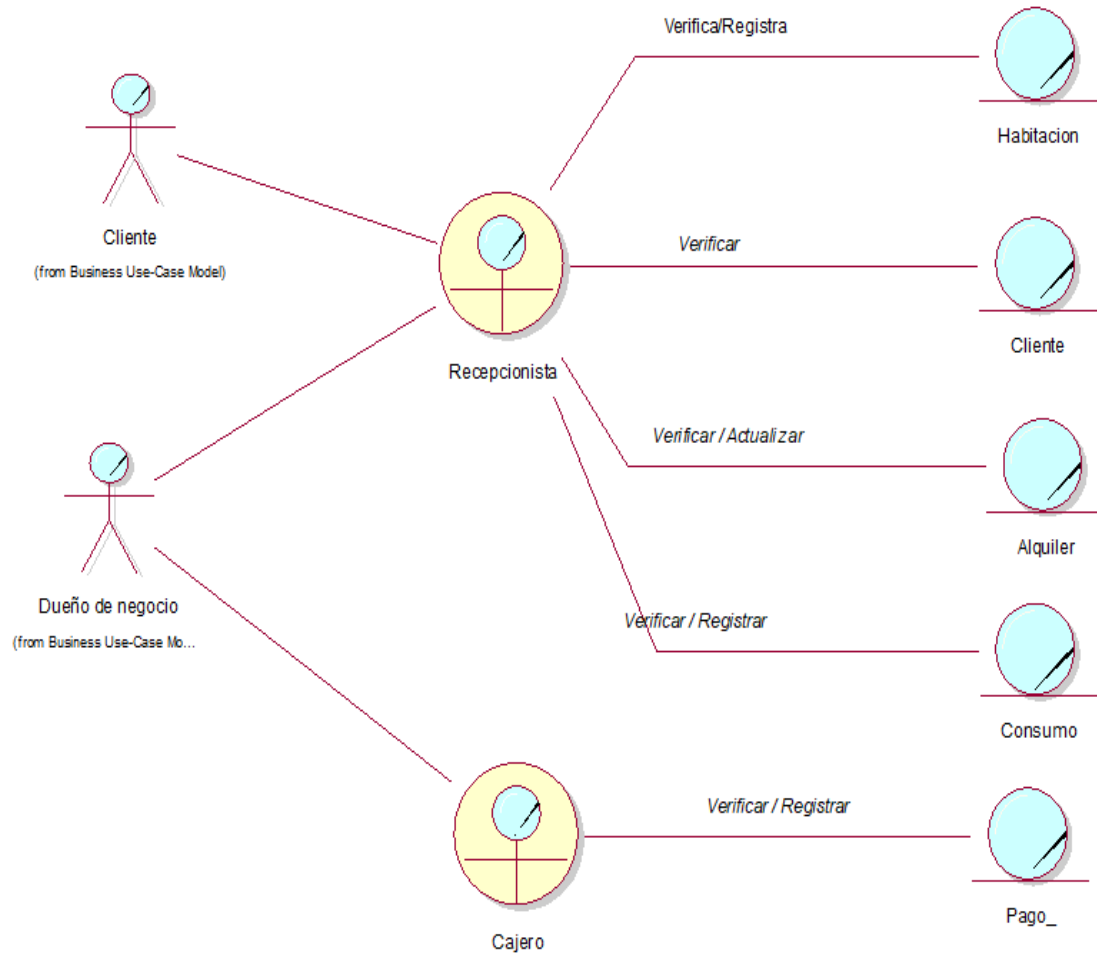 Verifica/Registra
Habitacion
Cliente
(from Business Use-Case Model)
Verificar
Cliente
Recepcionista
Verificar / Actualizar
Alquiler
Dueño de negocio
(from Business Use-Case Mo...
Verificar / Registrar
Consumo
Verificar / Registrar
Pago_
Cajero